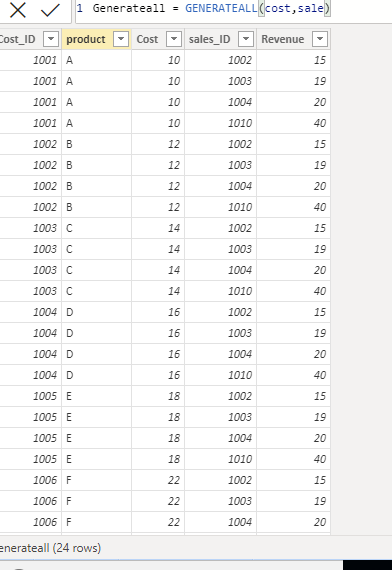 1 Generateall = GENERATEALL(cost,sale)
Cost_ID product Cost sales_ID Revenue
1001 A 10 1002 15
1001 A 10 1003 19
1001 A 10 1004 20
1001 A 10 1010 40
1002 B 12 1002 15
1002 B 12 1003 19
1002 B 12 1004 20
1002 B 12 1010 40
1003 C 14 1002 15
1003 C 14 1003 19
1003 C 14 1004 20
1003 C 14 1010 40
1004 D 16 1002 15
1004 D 16 1003 19
1004 D 16 1004 20
1004 D 16 1010 40
1005 E 18 1002 15
1005 E 18 1003 19
1005 E 18 1004 20
1005 E 18 1010 40
1006 F 22 1002 15
1006 F 22 1003 19
1006 F 22 1004 20
enerateall (24 rows)